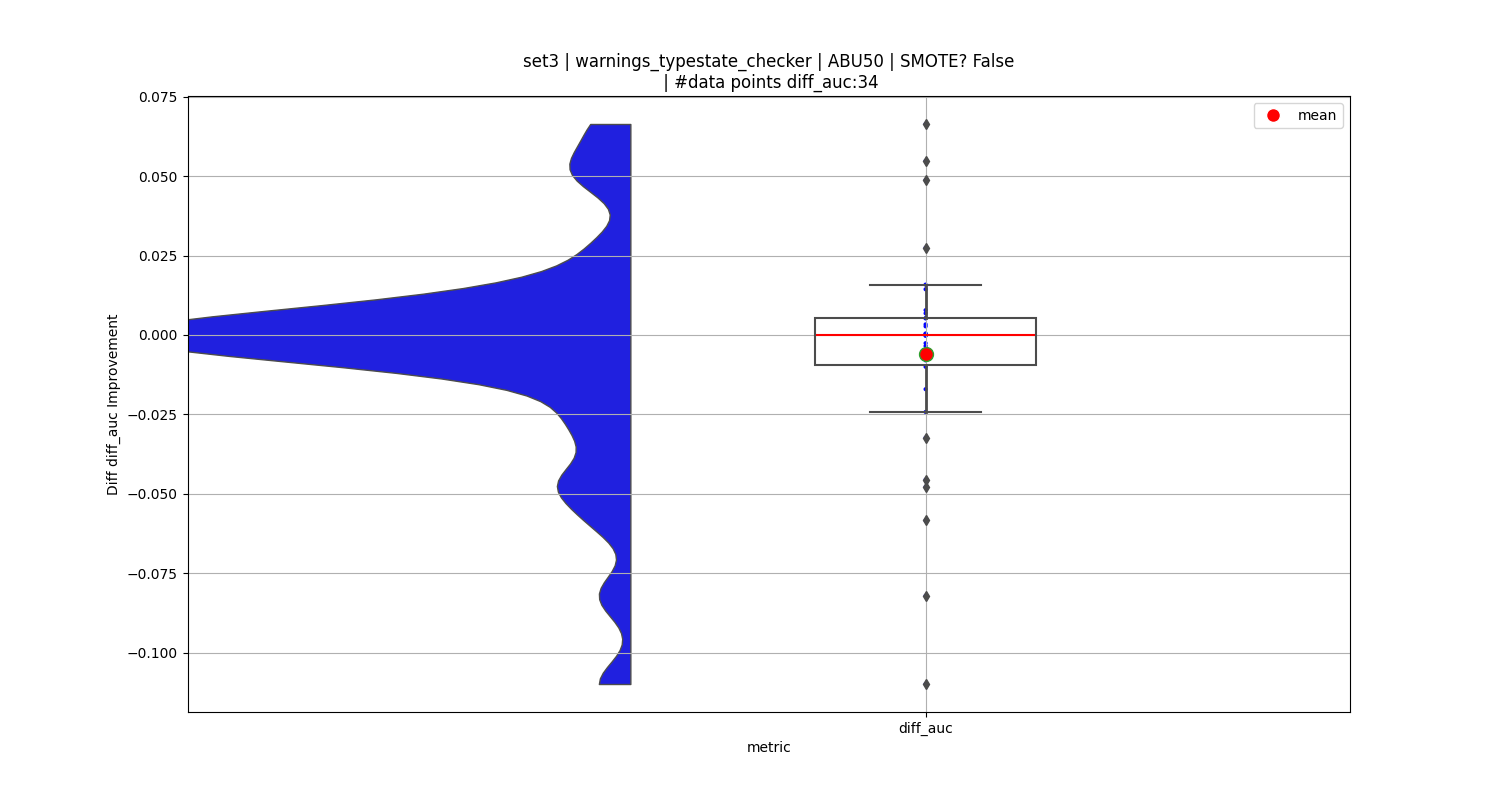 set3 | warnings_typestate_checker | ABU50 | SMOTE? False
| #data points diff_auc:34
mean
0.075
0.050
0.025
0.000
−0.025
−0.050
−0.075
−0.100
Diff diff_auc Improvement
diff_auc
metric